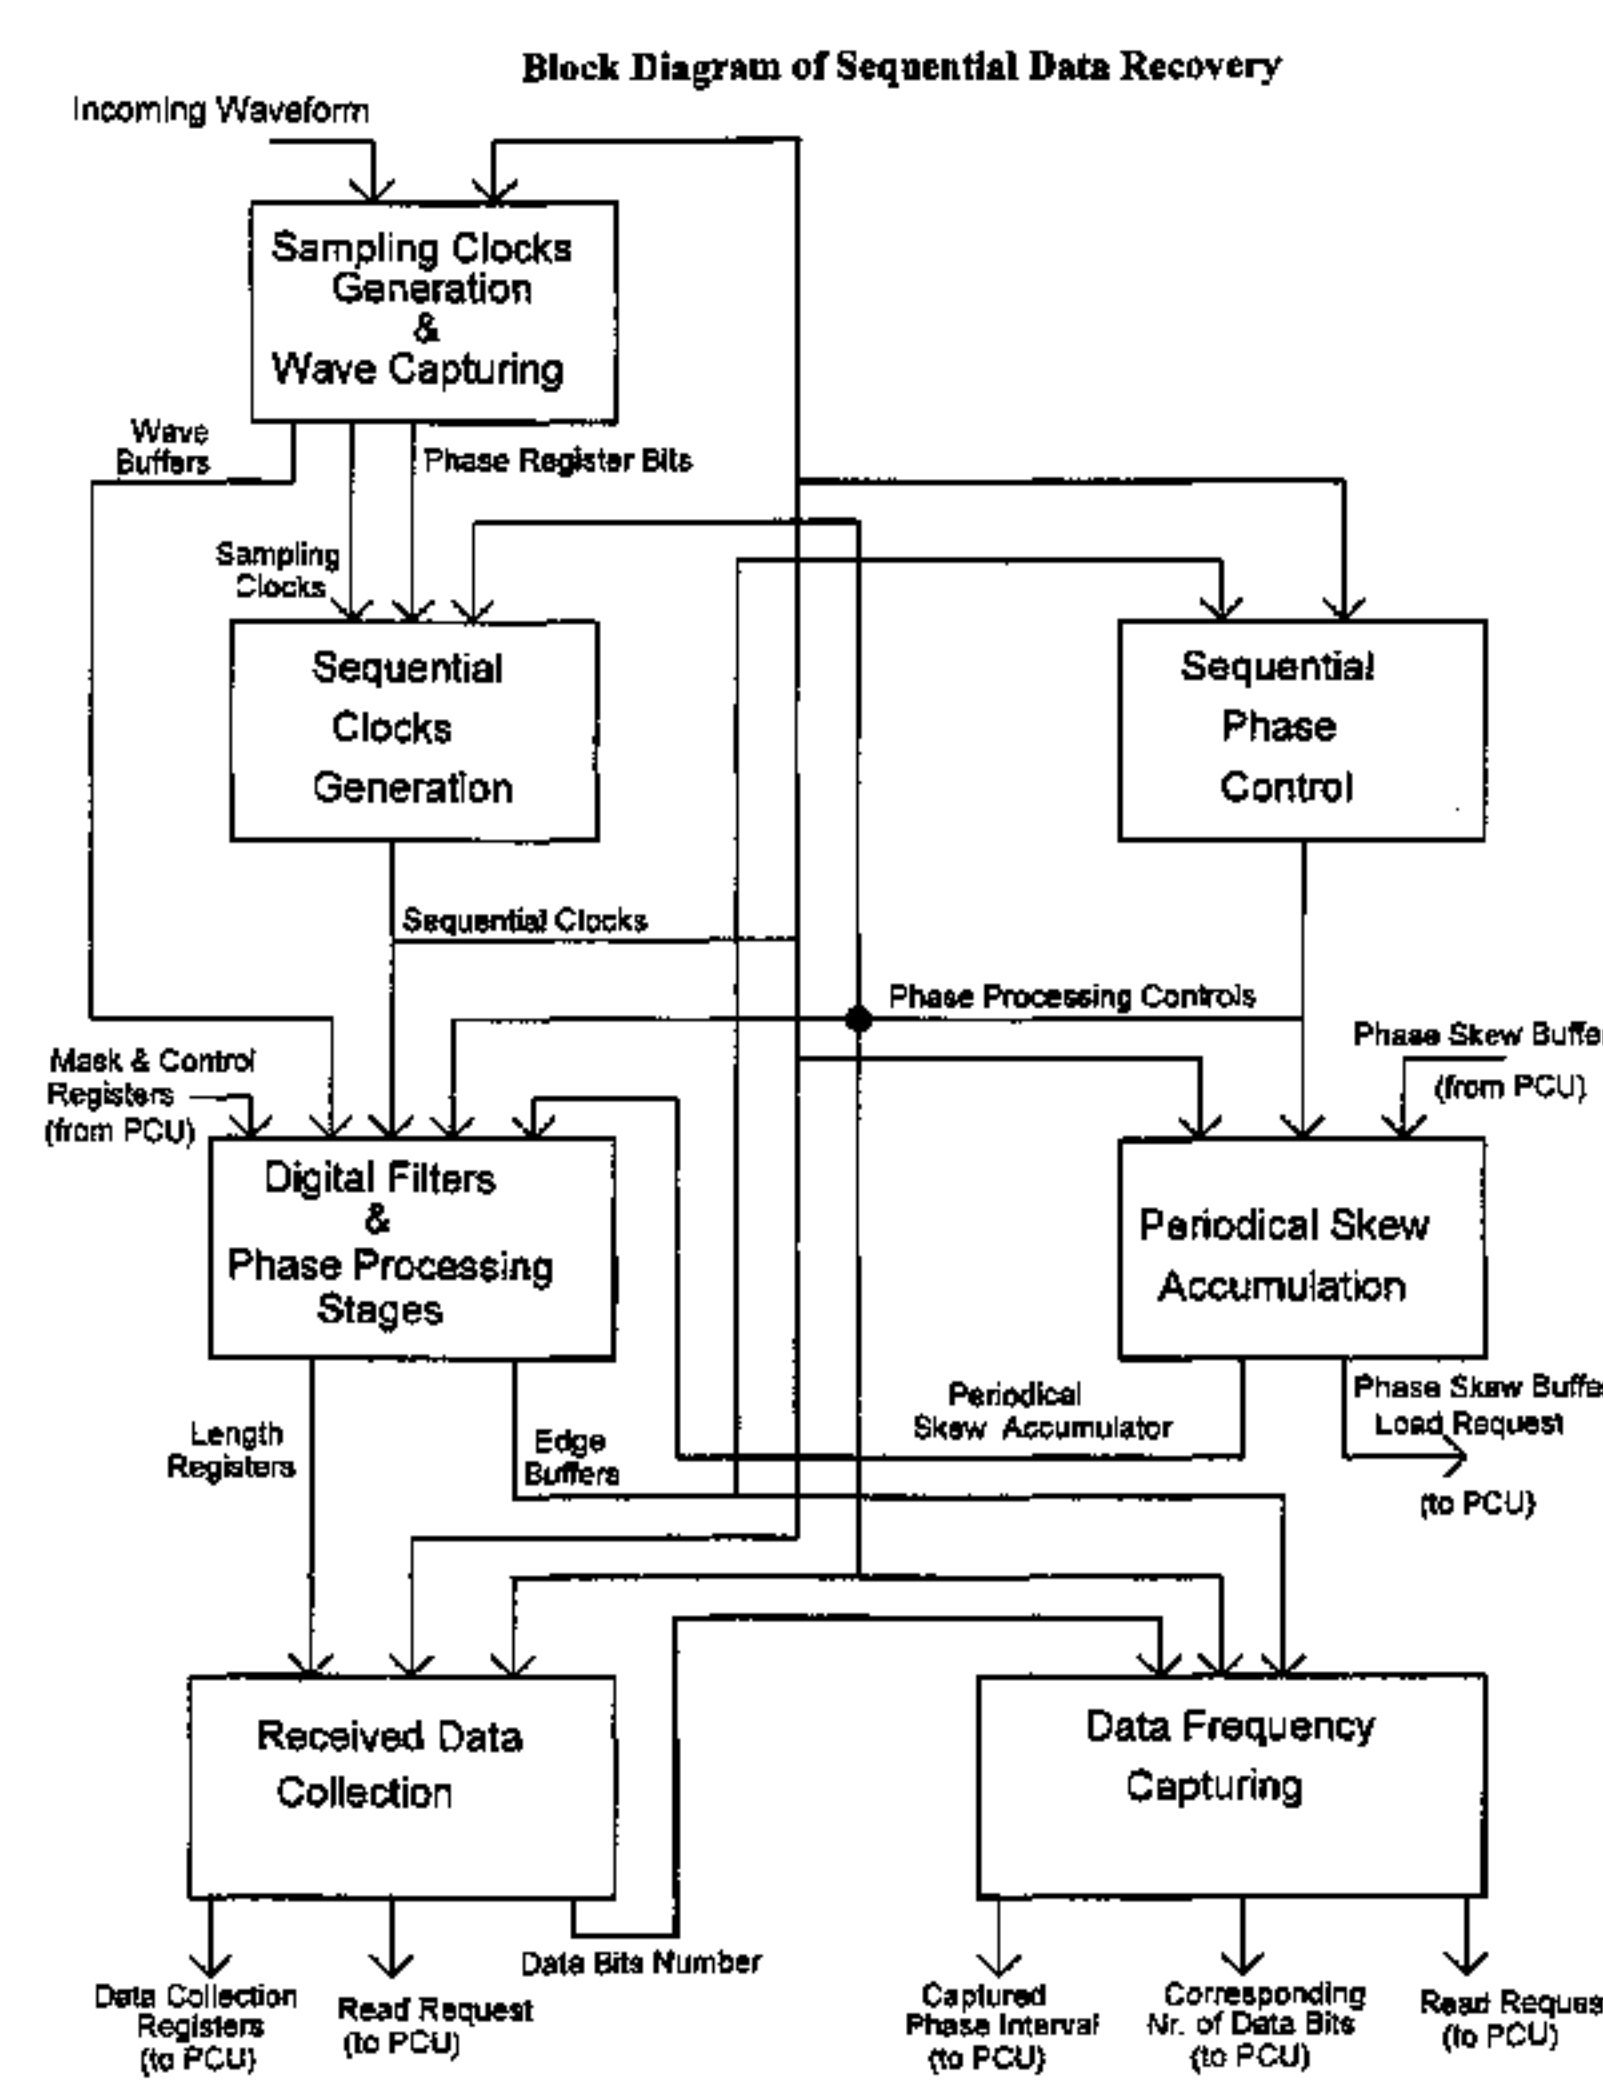 Block Diagram of Sequential Data Recovery
Incoming Waveform
Sampling Clocks
Generation
&
Wave Capturing
Wave
Buffers
Phase Register Bits
Sampling
Clocks
Sequential
Clocks
Generation
Sequential
Phase
Control
Sequential Clocks
Phase Processing Controls
Phase Skew Buffe
(from PCU)
Mask & Control
Registers
(from PCU)
Digital Filters
&
Phase Processing
Stages
Periodical Skew
Accumulation
Periodical
Skew Accumulator
Phase Skew Buffe
Load Request
(to PCU)
Length
Registers
Edge
Buffers
Received Data
Collection
Data Frequency
Capturing
Data Bits Number
Data Collection
Registers
(to PCU)
Read Request
(to PCU)
Captured
Phase Interval
(to PCU)
Corresponding
Nr. of Data Bits
(to PCU)
Read Reques
(to PCU)